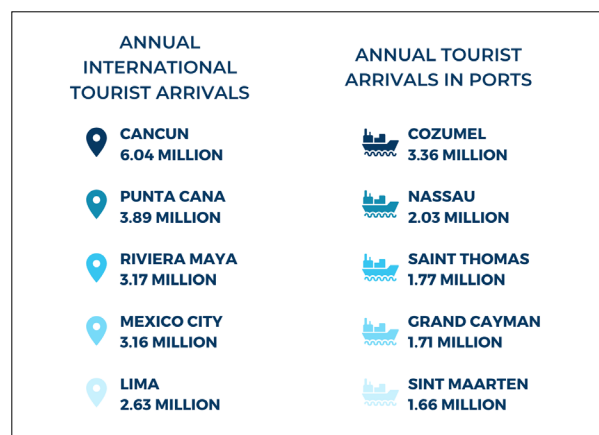 ANNUAL
INTERNATIONAL
TOURIST ARRIVALS
CANCUN
6.04 MILLION
PUNTA CANA
3.89 MILLION
RIVIERA MAYA
3.17 MILLION
MEXICO CITY
3.16 MILLION
LIMA
2.63 MILLION
ANNUAL TOURIST
ARRIVALS IN PORTS
COZUMEL
3.36 MILLION
NASSAU
2.03 MILLION
SAINT THOMAS
1.77 MILLION
GRAND CAYMAN
1.71 MILLION
SINT MAARTEN
1.66 MILLION